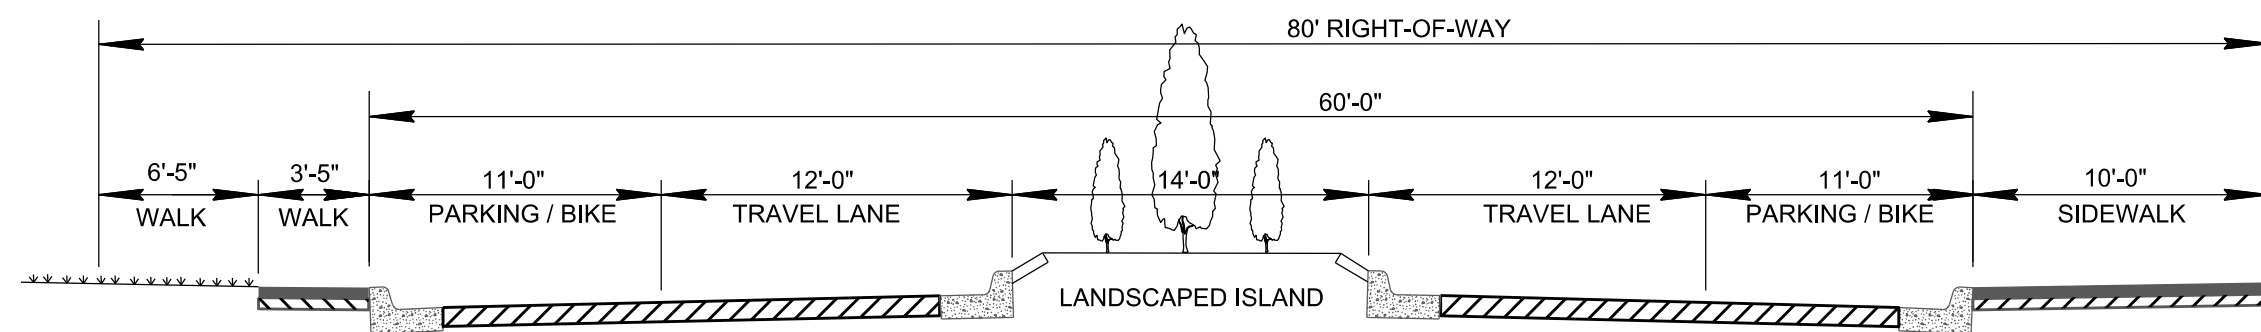 80' RIGHT-OF-WAY
60'-0"
6'-5" 3'-5" 11'-0" 12'-0" 14'-0" 12'-0" 11'-0" 10'-0"
WALK WALK PARKING / BIKE TRAVEL LANE TRAVEL LANE PARKING / BIKE SIDEWALK
LANDSCAPED ISLAND